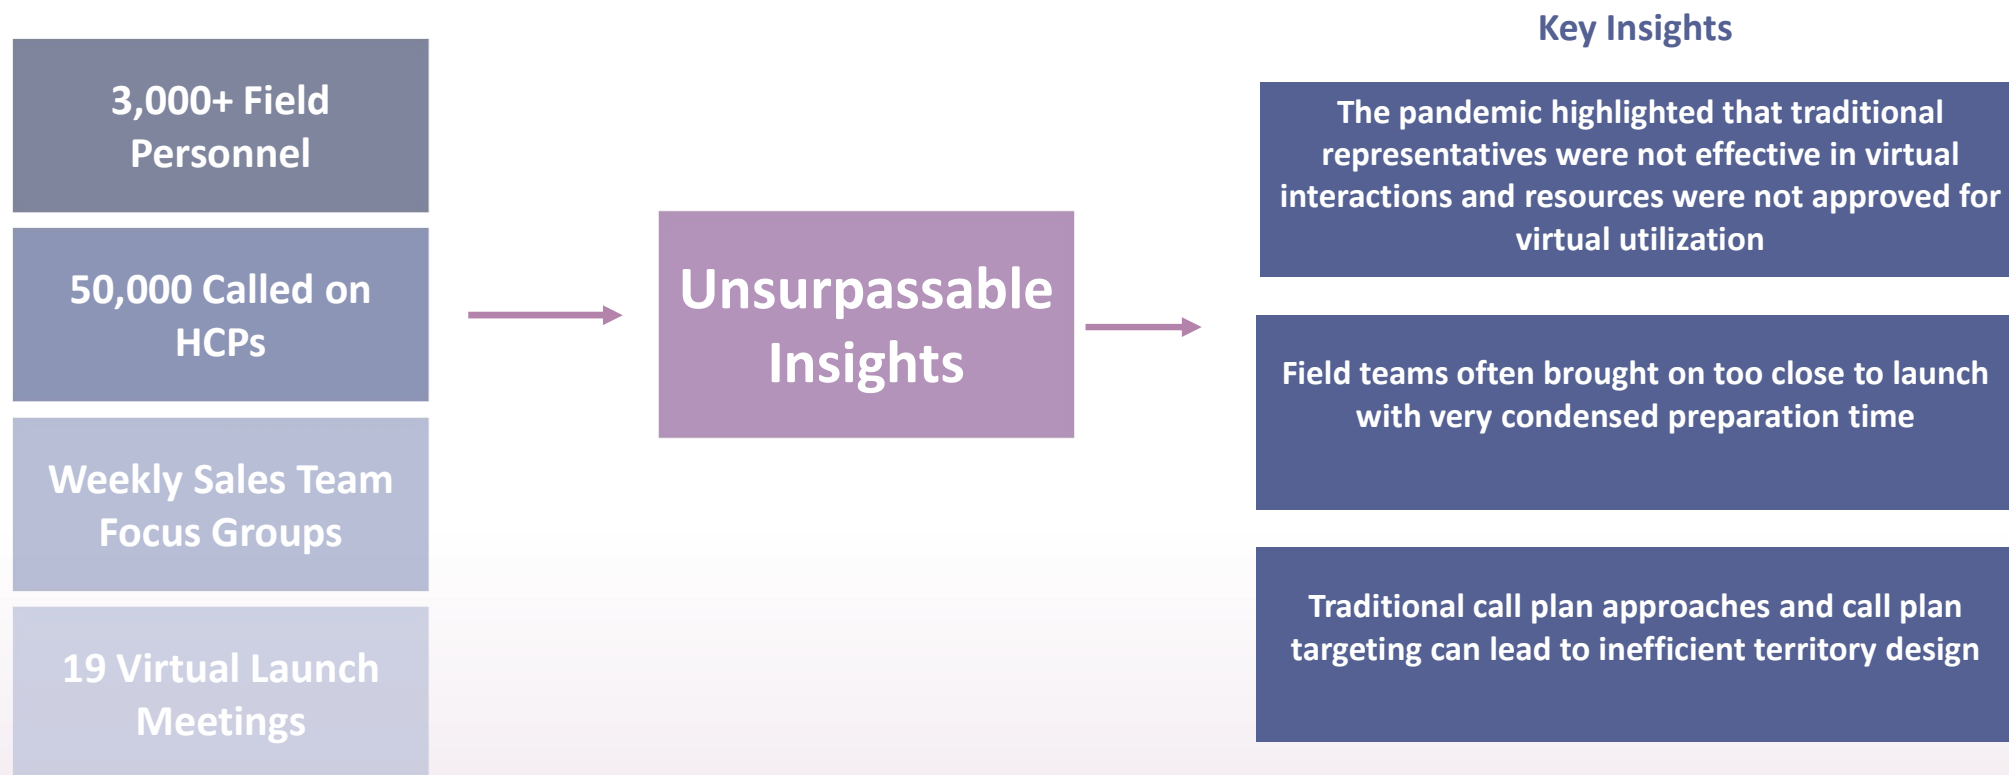 3,000+ Field
Personnel
50,000 Called on
HCPs
Weekly Sales Team
Focus Groups
19 Virtual Launch
Meetings
Unsurpassable
Insights
Key Insights
The pandemic highlighted that traditional
representatives were not effective in virtual
interactions and resources were not approved for
virtual utilization
Field teams often brought on too close to launch
with very condensed preparation time
Traditional call plan approaches and call plan
targeting can lead to inefficient territory design